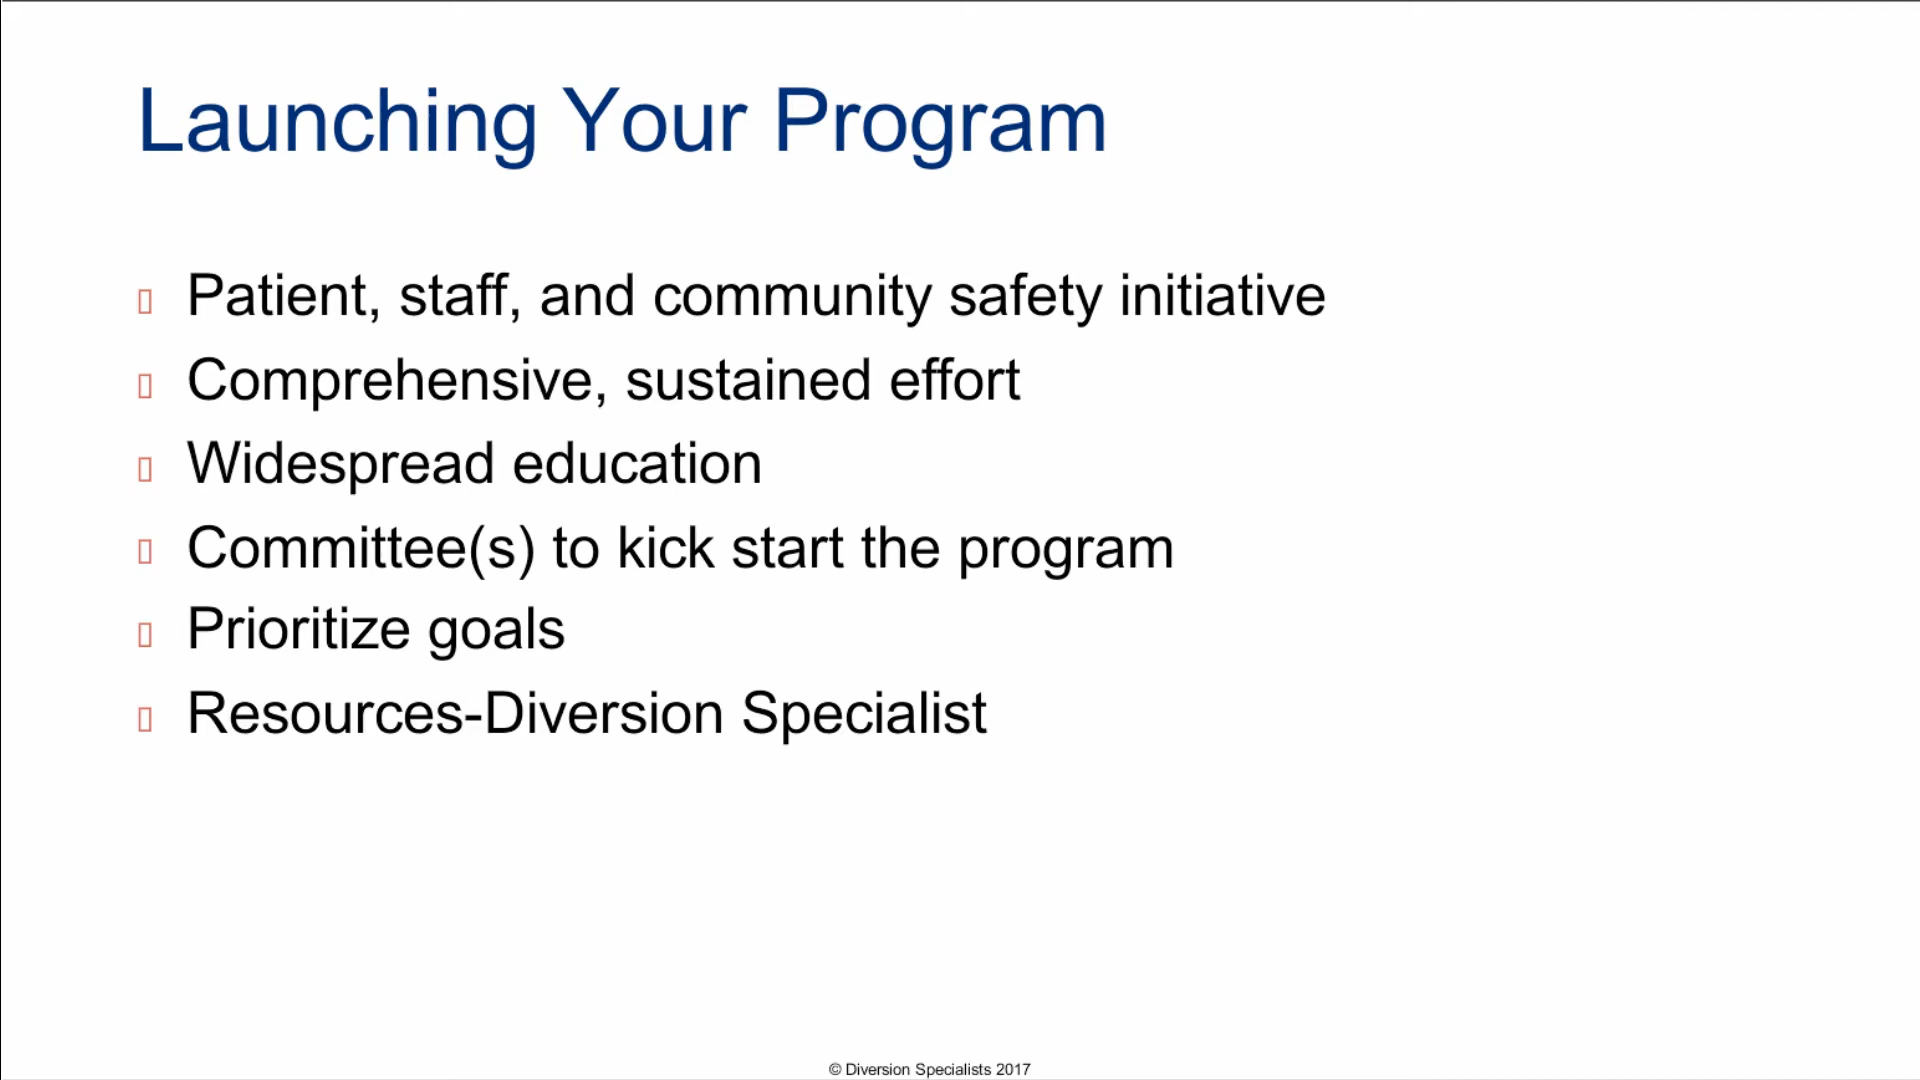 Launching Your Program
Patient, staff, and community safety initiative
Comprehensive, sustained effort
Widespread education
Committee(s) to kick start the program
Prioritize goals
Resources-Diversion Specialist
© Diversion Specialists 2017